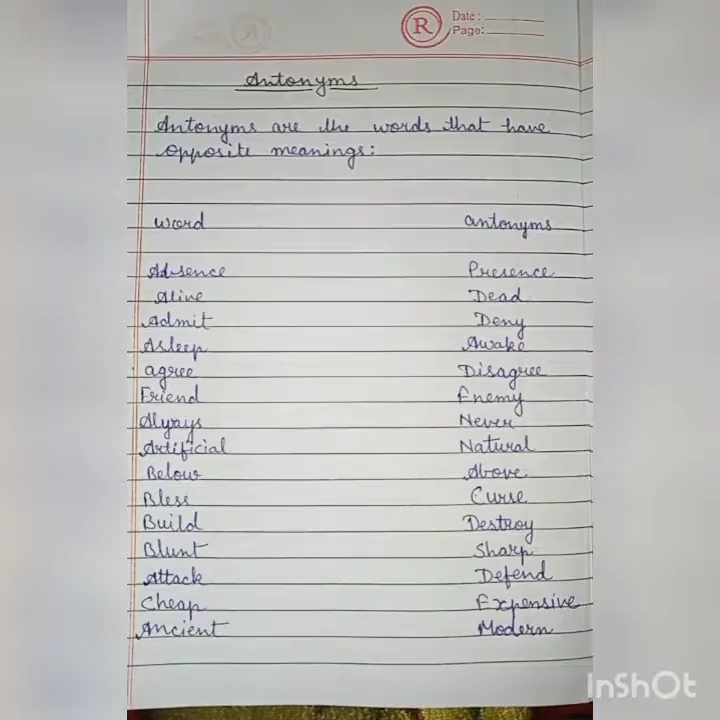 R
Date:
Page:
Antonyms
Antonyms are the words that have
opposite meanings:
word antonyms
Absence Presence
Alive Dead
Admit Deny
Asleep Awake
agree Disagree
Friend Enemy
Always Never
Artificial Natural
Below Above
Bless Curse
Build Destroy
Blunt Sharp
Attack Defend
Cheap Expensive
Ancient Modern
InShOt